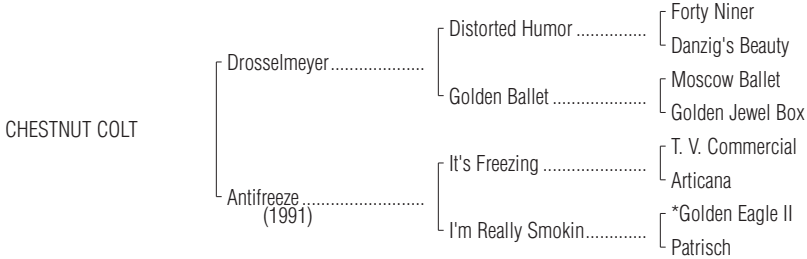 Forty Niner
Distorted Humor ...............
Danzig's Beauty
Drosselmeyer.....................
Moscow Ballet
Golden Ballet ....................
Golden Jewel Box
CHESTNUT COLT
T. V. Commercial
It's Freezing ......................
Articana
Antifreeze ...........................
(1991)
*Golden Eagle II
I'm Really Smokin.............
Patrisch